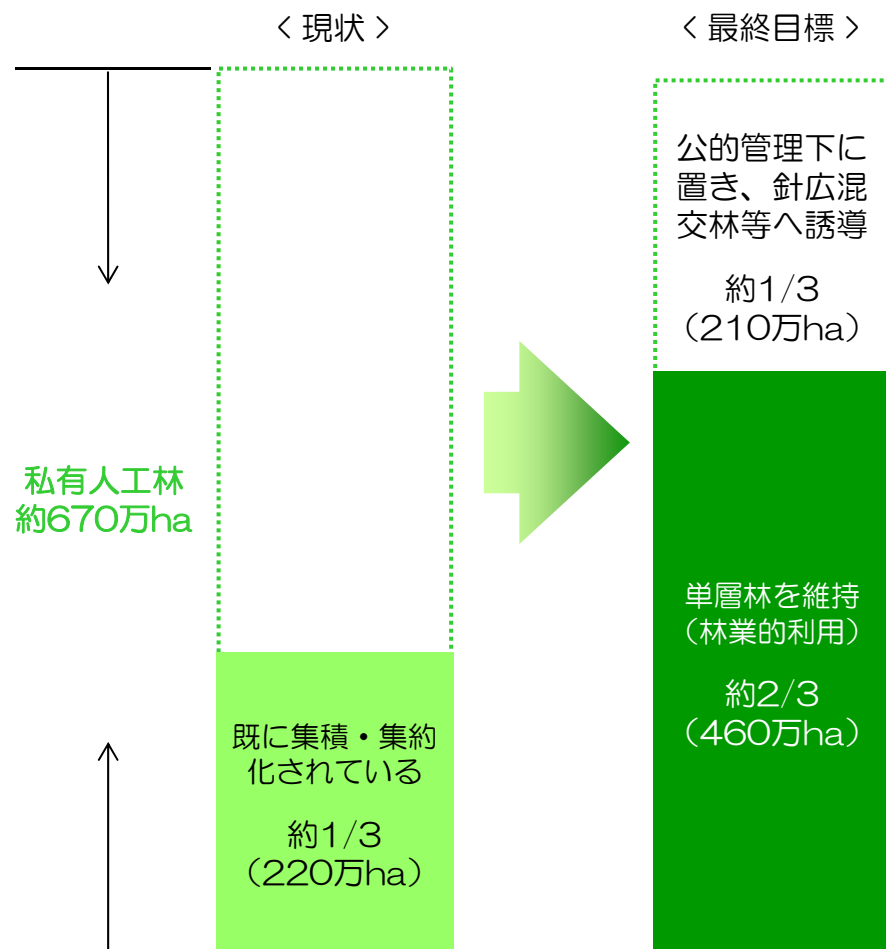 ＜現状＞
＜最終目標＞
私有人工林
約670万ha
既に集積・集約
化されている
約1/3
（220万ha）
公的管理下に
置き、針広混
交林等へ誘導
約1/3
（210万ha）
単層林を維持
（林業的利用）
約2/3
（460万ha）